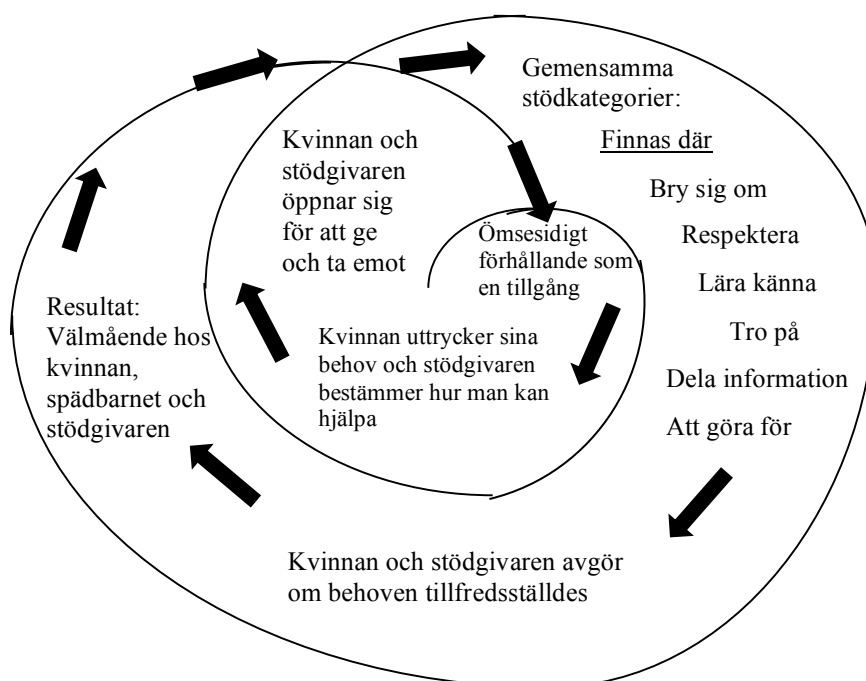 Gemensamma
stödkategorier:
Finnas där
Bry sig om
Respektera
Lära känna
Tro på
Dela information
Att göra för
Kvinnan och
stödgivaren
öppnar sig
för att ge
och ta emot
Ömsesidigt
förhållande som
en tillgång
Kvinnan uttrycker sina
behov och stödgivaren
bestämmer hur man kan
hjälpa
Resultat:
Välmående hos
kvinnan,
spädbarnet och
stödgivaren
Kvinnan och stödgivaren avgör
om behoven tillfredsställdes